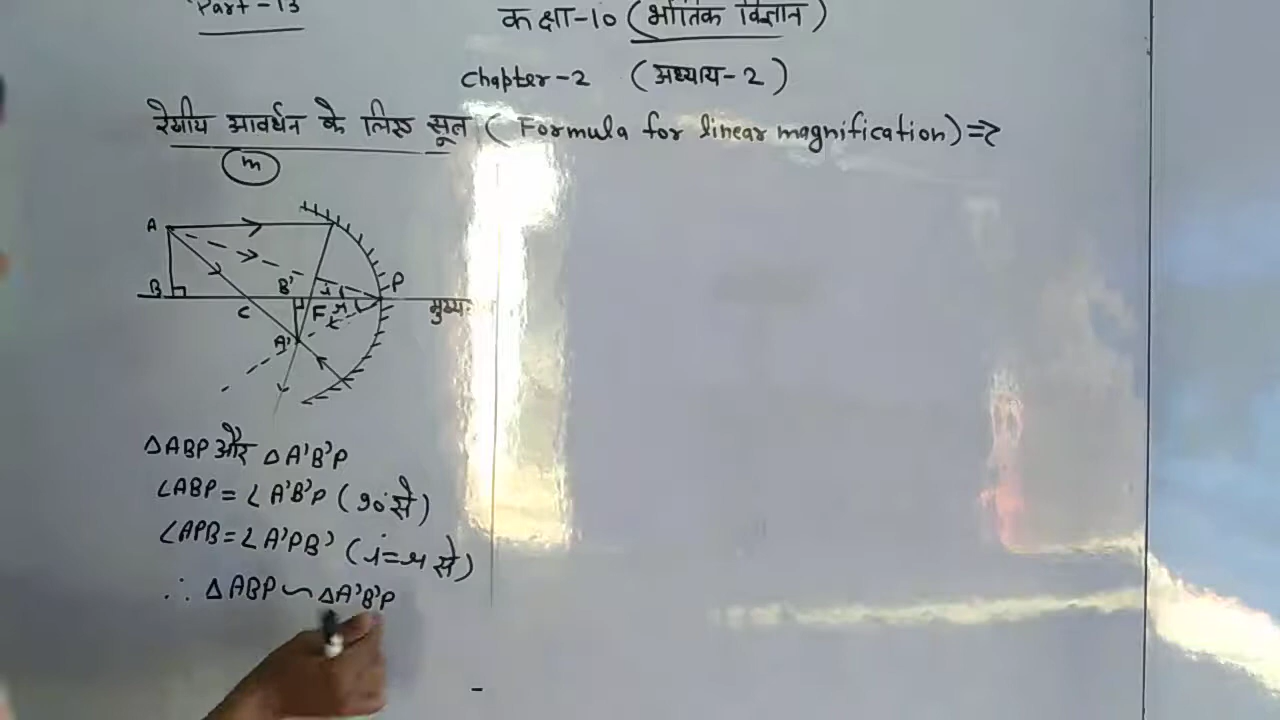 Part-13
कक्षा-10 (भौतिक विज्ञान)
Chapter-2 (अध्याय-2)
रेखीय आवर्धन के लिए सूत्र (Formula for linear magnification)⇒
m
A
B B' i P
C F r मुख्य
A'
ΔABP और ΔA'B'P
∠ABP = ∠A'B'P (90° से)
∠APB = ∠A'PB' (i=r से)
∴ ΔABP ∽ ΔA'B'P